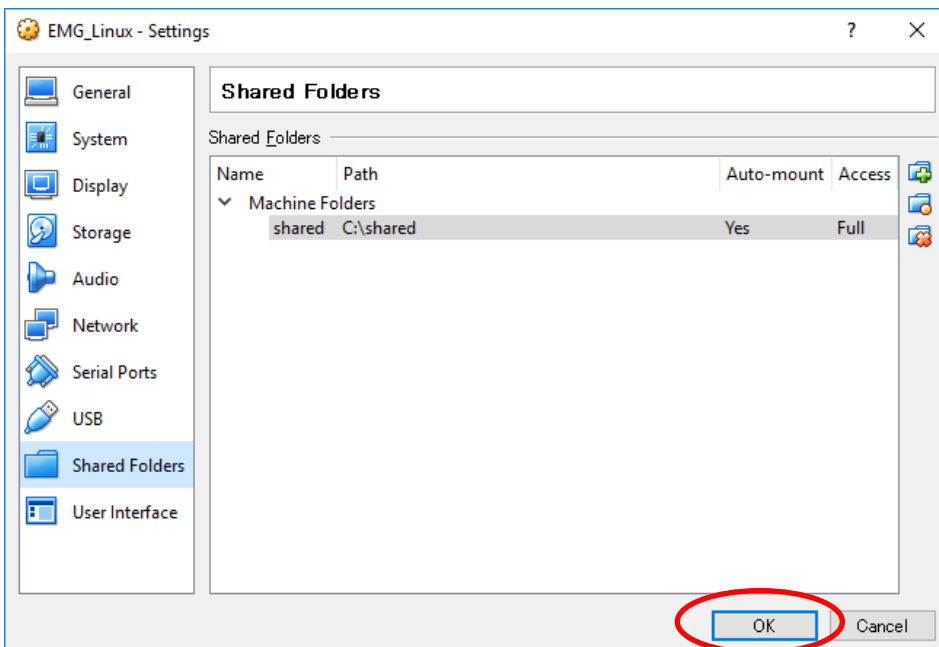 EMG_Linux - Settings ?
General
System
Display
Storage
Audio
Network
Serial Ports
USB
Shared Folders
User Interface
Shared Folders
Shared Folders
Name Path Auto-mount Access
Machine Folders
shared C:\shared Yes Full
OK Cancel